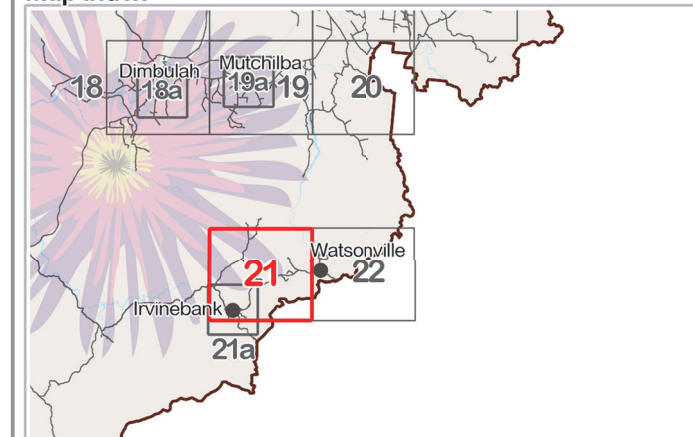 Dimbulah
Mutchilba
18
18a
19a
19
20
Watsonville
21
22
Irvinebank
21a